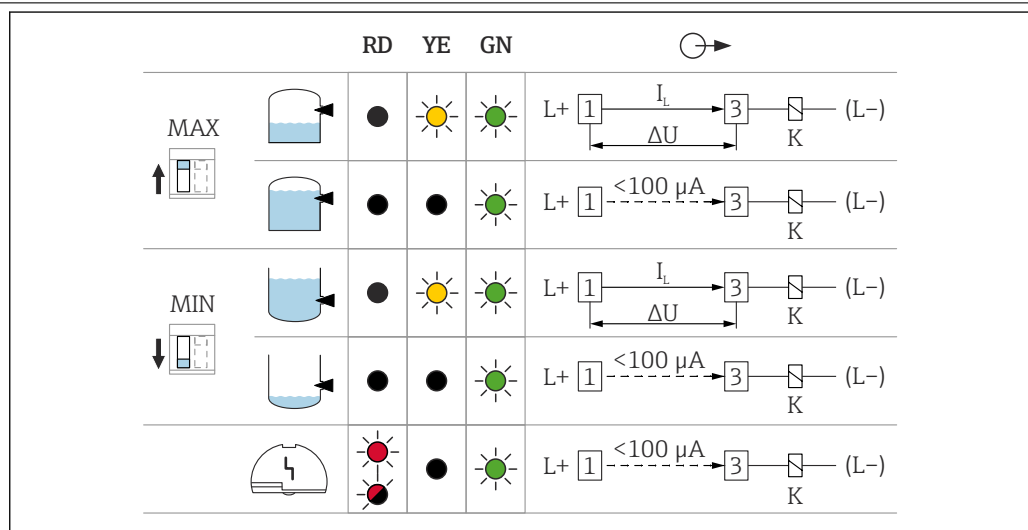 RD YE GN
MAX
L+ 1 I_L 3 (L–)
ΔU K
L+ 1 <100 µA 3 (L–)
K
MIN
L+ 1 I_L 3 (L–)
ΔU K
L+ 1 <100 µA 3 (L–)
K
L+ 1 <100 µA 3 (L–)
K